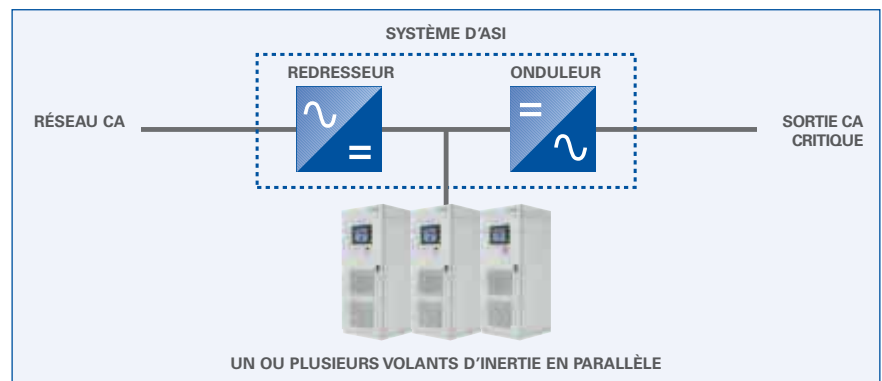 SYSTÈME D'ASI
REDRESSEUR
ONDULEUR
RÉSEAU CA
SORTIE CA
CRITIQUE
UN OU PLUSIEURS VOLANTS D'INERTIE EN PARALLÈLE